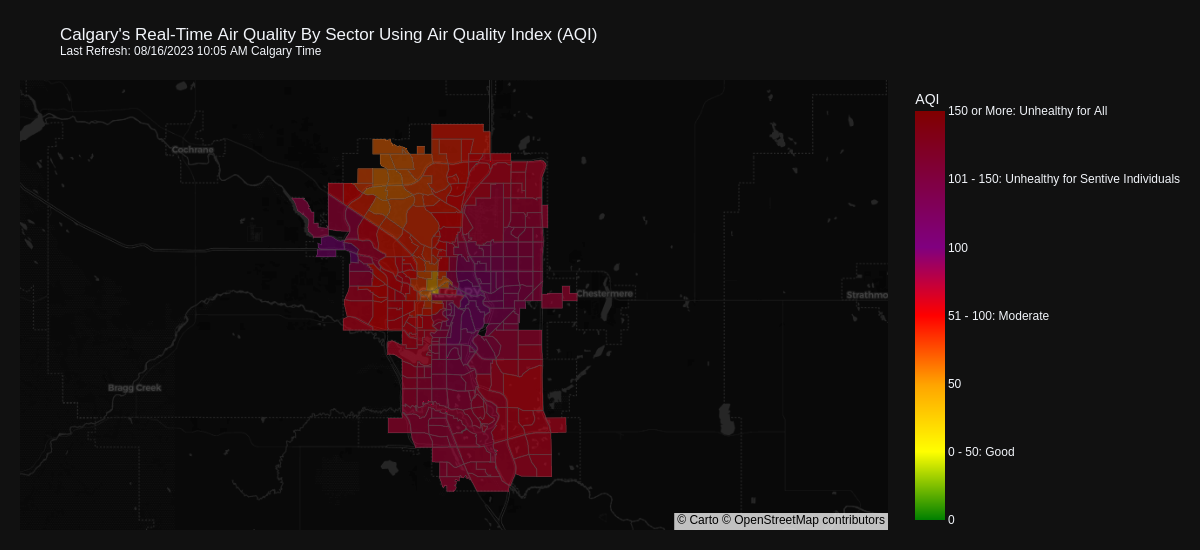 Calgary's Real-Time Air Quality By Sector Using Air Quality Index (AQI)
Last Refresh: 08/16/2023 10:05 AM Calgary Time
AQI
150 or More: Unhealthy for All
Cochrane
101 - 150: Unhealthy for Sentive Individuals
100
Chestermere
Strathmo
51 - 100: Moderate
50
Bragg Creek
0 - 50: Good
0
© Carto © OpenStreetMap contributors